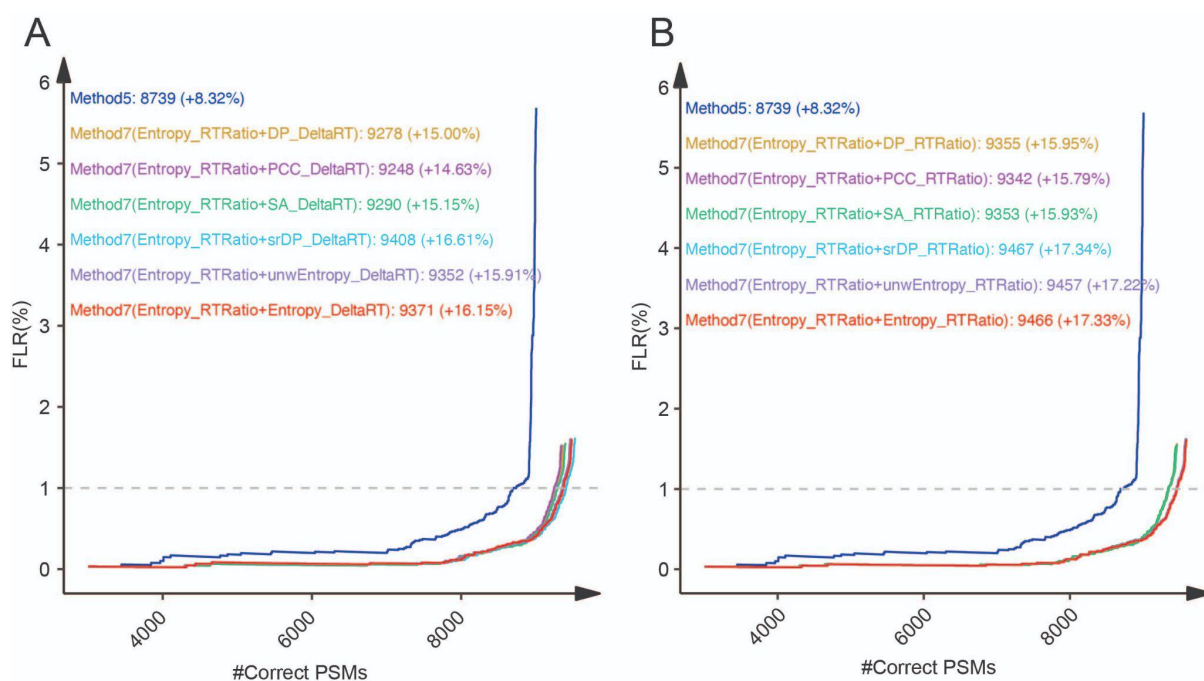 A
6
Method5: 8739 (+8.32%)
Method7(Entropy_RTRatio+DP_DeltaRT): 9278 (+15.00%)
5
Method7(Entropy_RTRatio+PCC_DeltaRT): 9248 (+14.63%)
Method7(Entropy_RTRatio+SA_DeltaRT): 9290 (+15.15%)
4
Method7(Entropy_RTRatio+srDP_DeltaRT): 9408 (+16.61%)
Method7(Entropy_RTRatio+unwEntropy_DeltaRT): 9352 (+15.91%)
Method7(Entropy_RTRatio+Entropy_DeltaRT): 9371 (+16.15%)
3
FLR(%)
2
1
0
4000
6000
8000
#Correct PSMs
B
6
Method5: 8739 (+8.32%)
Method7(Entropy_RTRatio+DP_RTRatio): 9355 (+15.95%)
5
Method7(Entropy_RTRatio+PCC_RTRatio): 9342 (+15.79%)
Method7(Entropy_RTRatio+SA_RTRatio): 9353 (+15.93%)
4
Method7(Entropy_RTRatio+srDP_RTRatio): 9467 (+17.34%)
Method7(Entropy_RTRatio+unwEntropy_RTRatio): 9457 (+17.22%)
Method7(Entropy_RTRatio+Entropy_RTRatio): 9466 (+17.33%)
3
FLR(%)
2
1
0
4000
6000
8000
#Correct PSMs